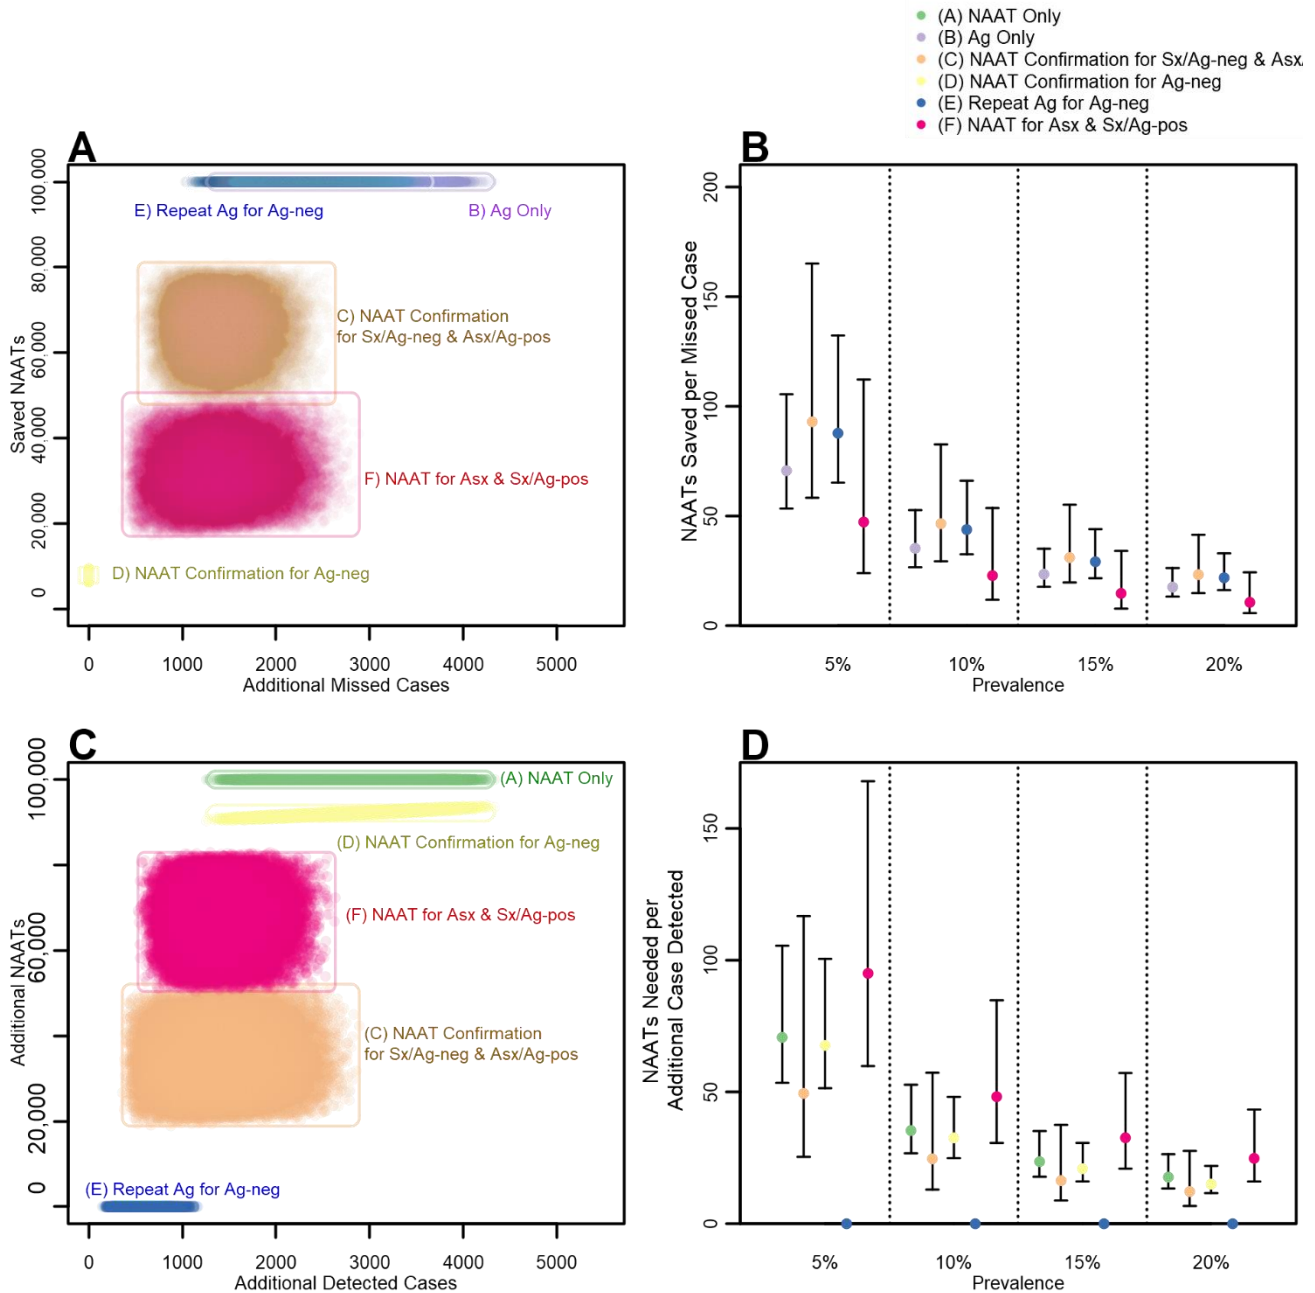 (A) NAAT Only
(B) Ag Only
(C) NAAT Confirmation for Sx/Ag-neg & Asx/
(D) NAAT Confirmation for Ag-neg
(E) Repeat Ag for Ag-neg
(F) NAAT for Asx & Sx/Ag-pos
A
Saved NAATs
100,000
80,000
60,000
40,000
20,000
0
E) Repeat Ag for Ag-neg
B) Ag Only
C) NAAT Confirmation
for Sx/Ag-neg & Asx/Ag-pos
F) NAAT for Asx & Sx/Ag-pos
D) NAAT Confirmation for Ag-neg
0 1000 2000 3000 4000 5000
Additional Missed Cases
B
NAATs Saved per Missed Case
200
150
100
50
0
5% 10% 15% 20%
Prevalence
C
Additional NAATs
100,000
60,000
20,000
0
(A) NAAT Only
(D) NAAT Confirmation for Ag-neg
(F) NAAT for Asx & Sx/Ag-pos
(C) NAAT Confirmation
for Sx/Ag-neg & Asx/Ag-pos
(E) Repeat Ag for Ag-neg
0 1000 2000 3000 4000 5000
Additional Detected Cases
D
NAATs Needed per
Additional Case Detected
150
100
50
0
5% 10% 15% 20%
Prevalence